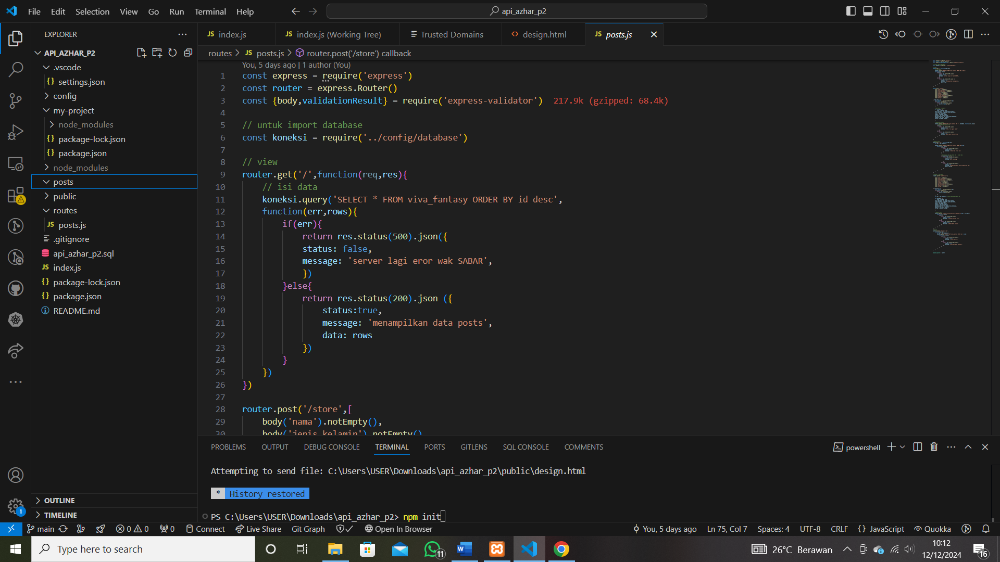 File Edit Selection View Go Run Terminal Help
api_azhar_p2
EXPLORER
API_AZHAR_P2
.vscode
settings.json
config
my-project
node_modules
package-lock.json
package.json
node_modules
posts
public
routes
posts.js
.gitignore
api_azhar_p2.sql
index.js
package-lock.json
package.json
README.md
OUTLINE
TIMELINE
JS index.js
JS index.js (Working Tree)
Trusted Domains
<> design.html
JS posts.js
routes > JS posts.js > router.post('/store') callback
You, 5 days ago | 1 author (You)
1 const express = require('express')
2 const router = express.Router()
3 const {body,validationResult} = require('express-validator') 217.9k (gzipped: 68.4k)
4
5 // untuk import database
6 const koneksi = require('../config/database')
7
8 // view
9 router.get('/',function(req,res){
10 // isi data
11 koneksi.query('SELECT * FROM viva_fantasy ORDER BY id desc',
12 function(err,rows){
13 if(err){
14 return res.status(500).json({
15 status: false,
16 message: 'server lagi eror wak SABAR',
17 })
18 }else{
19 return res.status(200).json ({
20 status:true,
21 message: 'menampilkan data posts',
22 data: rows
23 })
24 }
25 })
26 })
27
28 router.post('/store',[
29 body('nama').notEmpty(),
30 body('jenis_kelamin').notEmpty()
PROBLEMS OUTPUT DEBUG CONSOLE TERMINAL PORTS GITLENS SQL CONSOLE COMMENTS
powershell
Attempting to send file: C:\Users\USER\Downloads\api_azhar_p2\public\design.html
* History restored
PS C:\Users\USER\Downloads\api_azhar_p2> npm init
1
main 0 0 0 Connect Live Share Git Graph Open In Browser
You, 5 days ago Ln 75, Col 7 Spaces: 4 UTF-8 CRLF {} JavaScript Quokka
Type here to search
11
26°C Berawan
10:12
12/12/2024
16